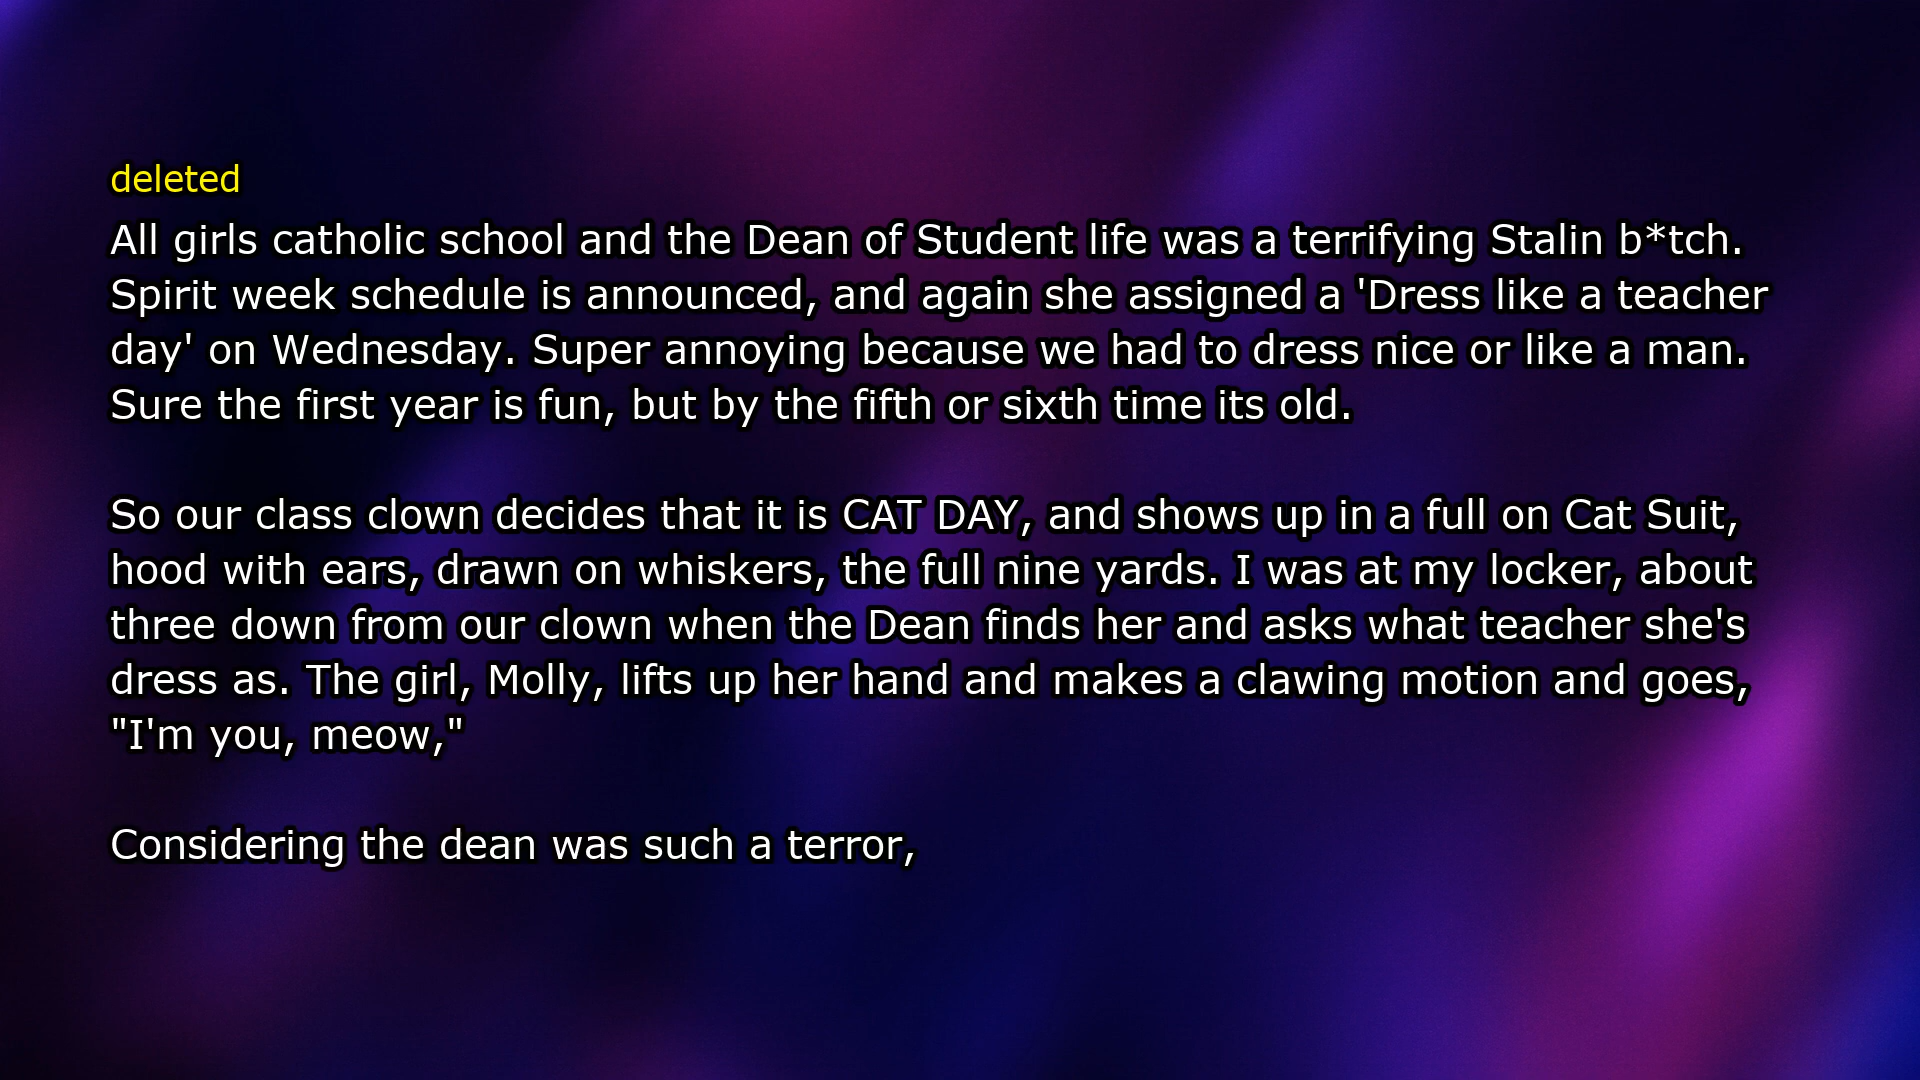 deleted
All girls catholic school and the Dean of Student life was a terrifying Stalin b*tch.
Spirit week schedule is announced, and again she assigned a 'Dress like a teacher
day' on Wednesday. Super annoying because we had to dress nice or like a man.
Sure the first year is fun, but by the fifth or sixth time its old.
So our class clown decides that it is CAT DAY, and shows up in a full on Cat Suit,
hood with ears, drawn on whiskers, the full nine yards. I was at my locker, about
three down from our clown when the Dean finds her and asks what teacher she's
dress as. The girl, Molly, lifts up her hand and makes a clawing motion and goes,
"I'm you, meow,"
Considering the dean was such a terror,